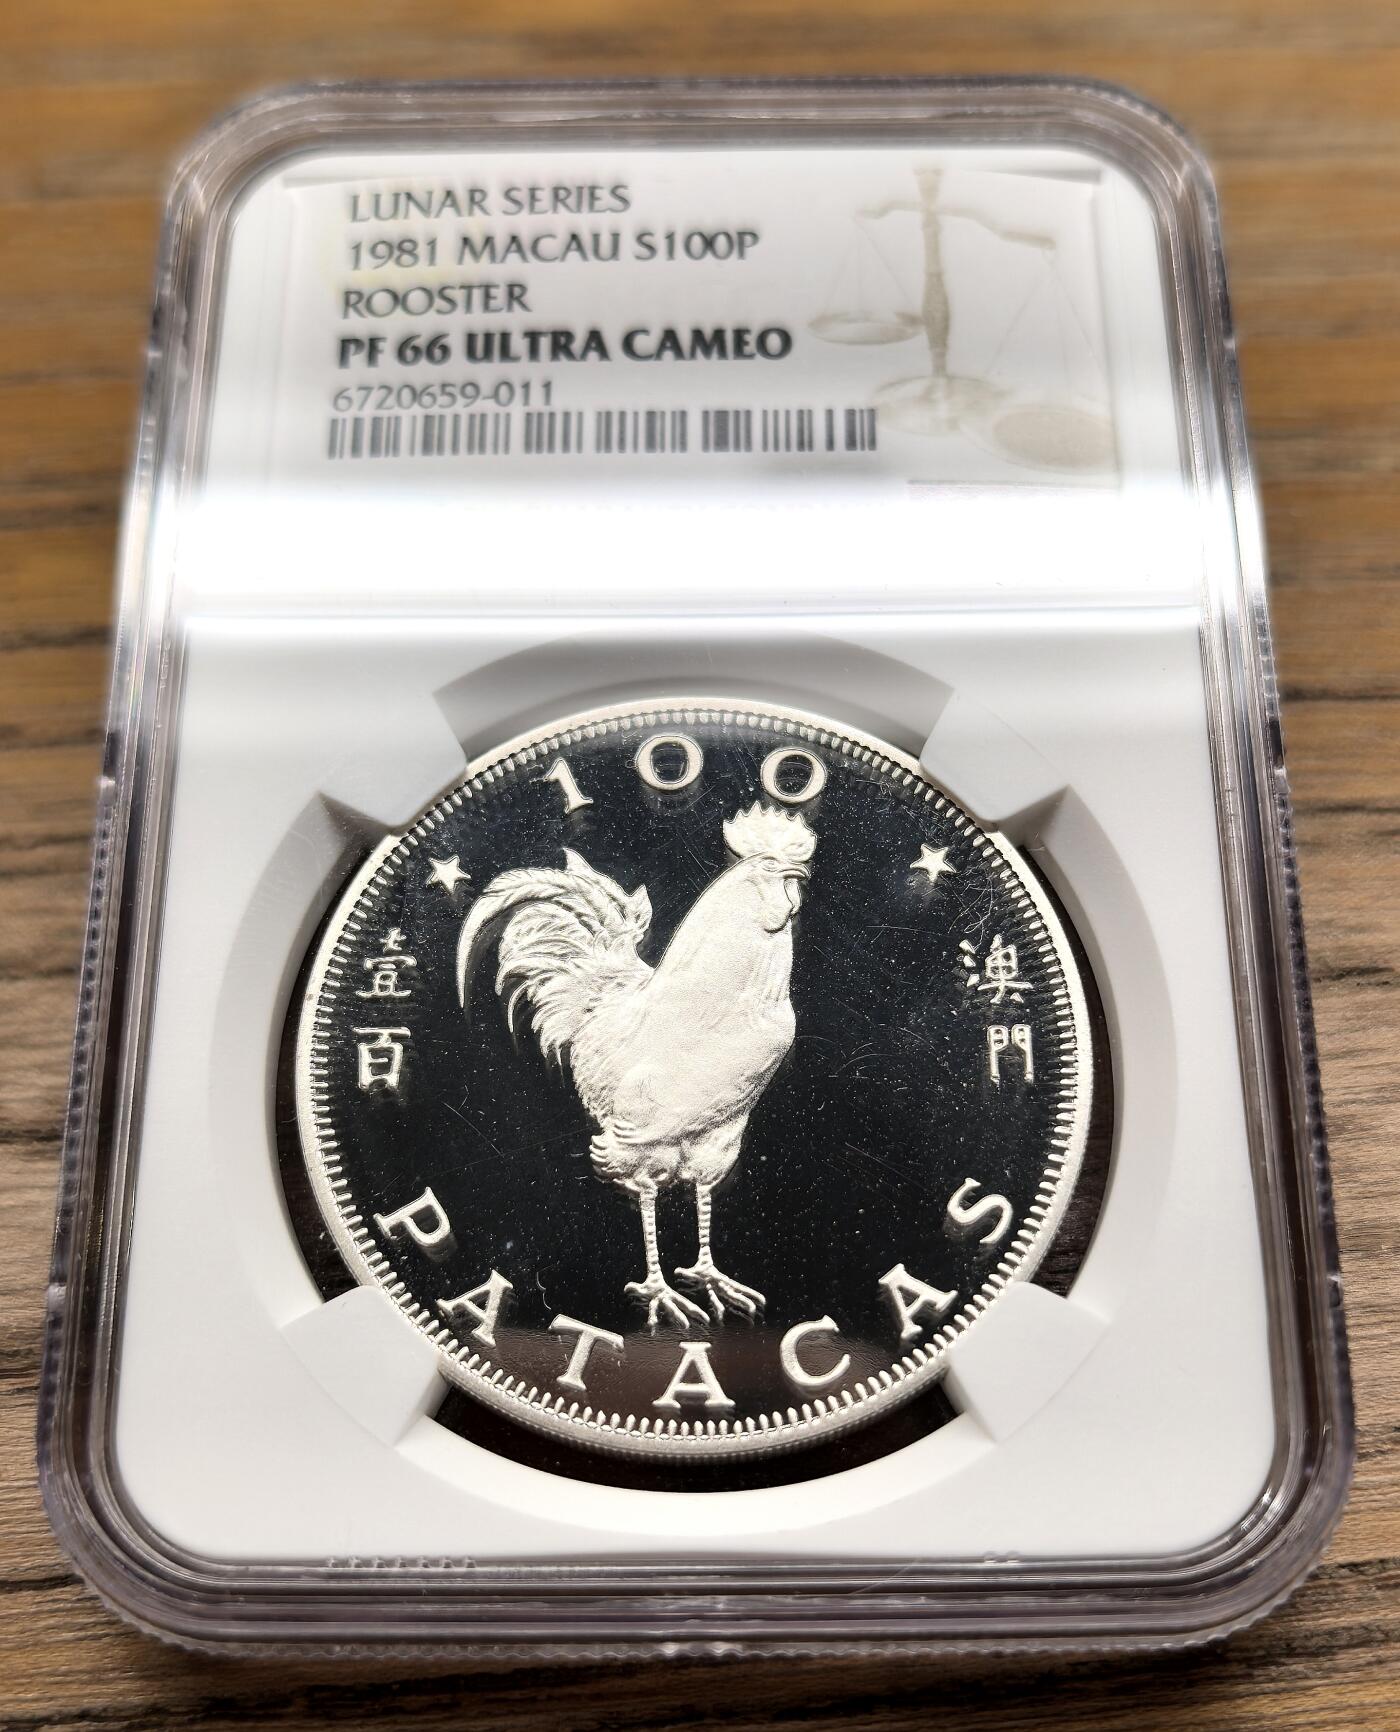 LUNAR SERIES
1981 MACAU S100P
ROOSTER
PF 66 ULTRA CAMEO
6720659-011
100
壹百
澳門
PATACAS